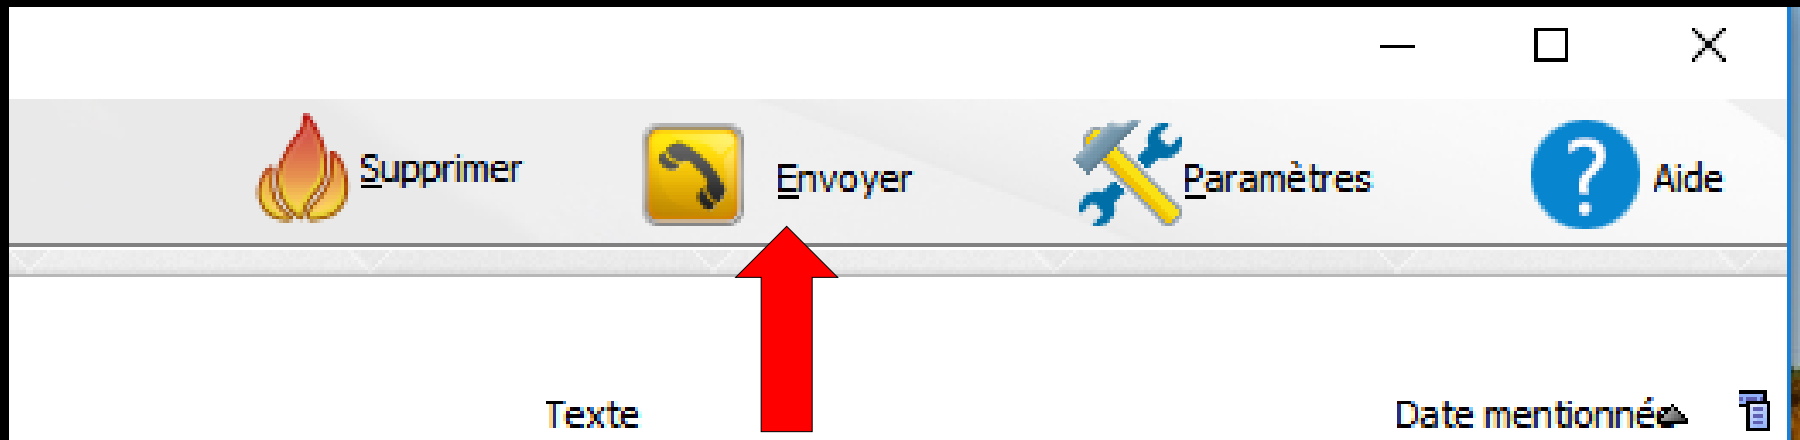 Supprimer Envoyer Paramètres ? Aide
Texte Date mentionnée